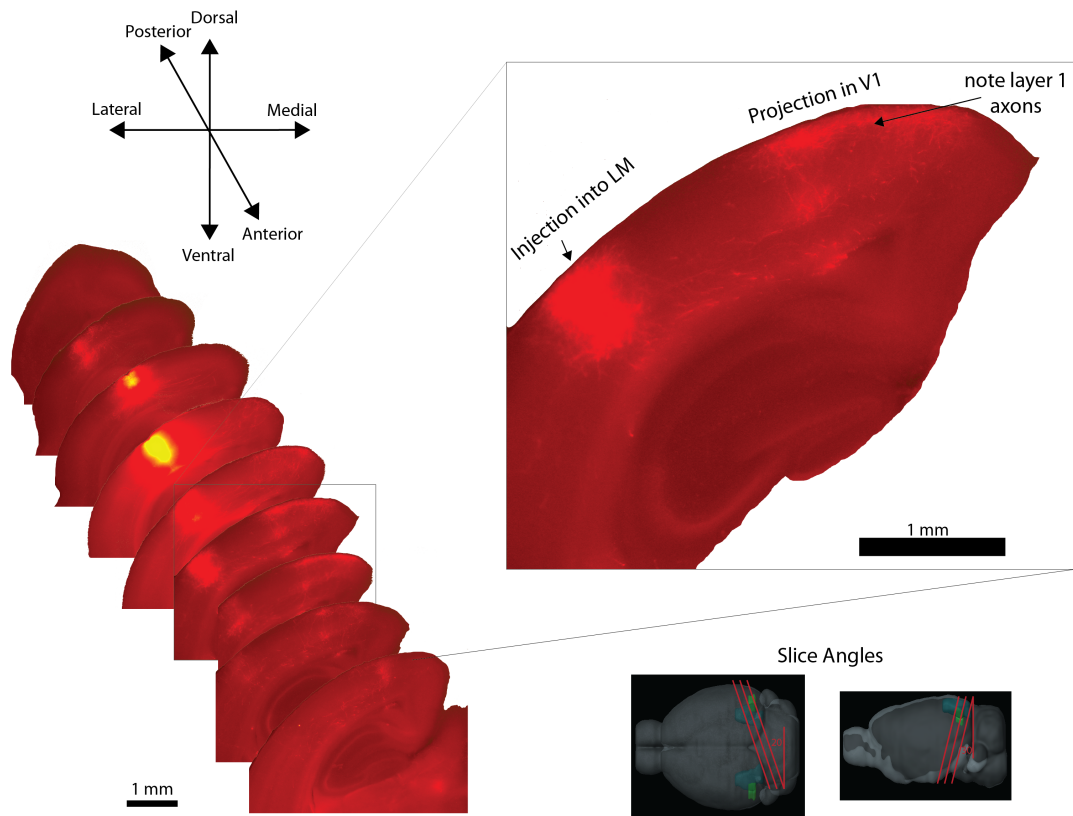 Dorsal
Posterior
Lateral
Medial
Anterior
Ventral
Projection in V1
note layer 1
axons
Injection into LM
1 mm
Slice Angles
1 mm